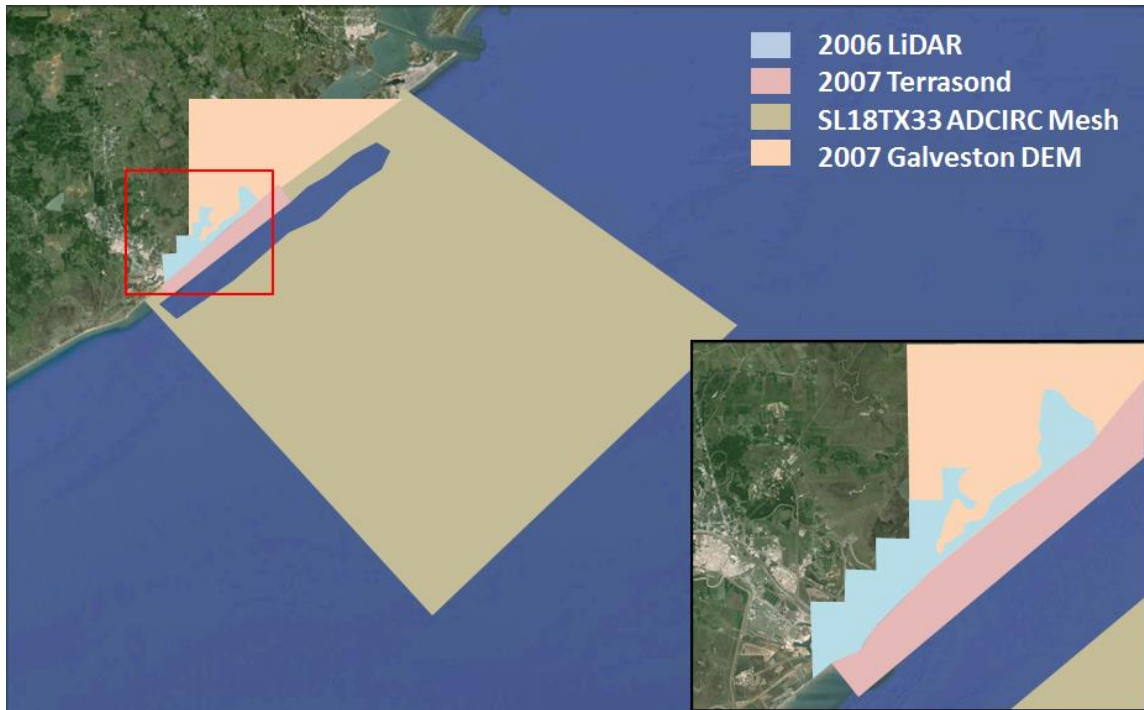 2006 LiDAR
2007 Terrasond
SL18TX33 ADCIRC Mesh
2007 Galveston DEM